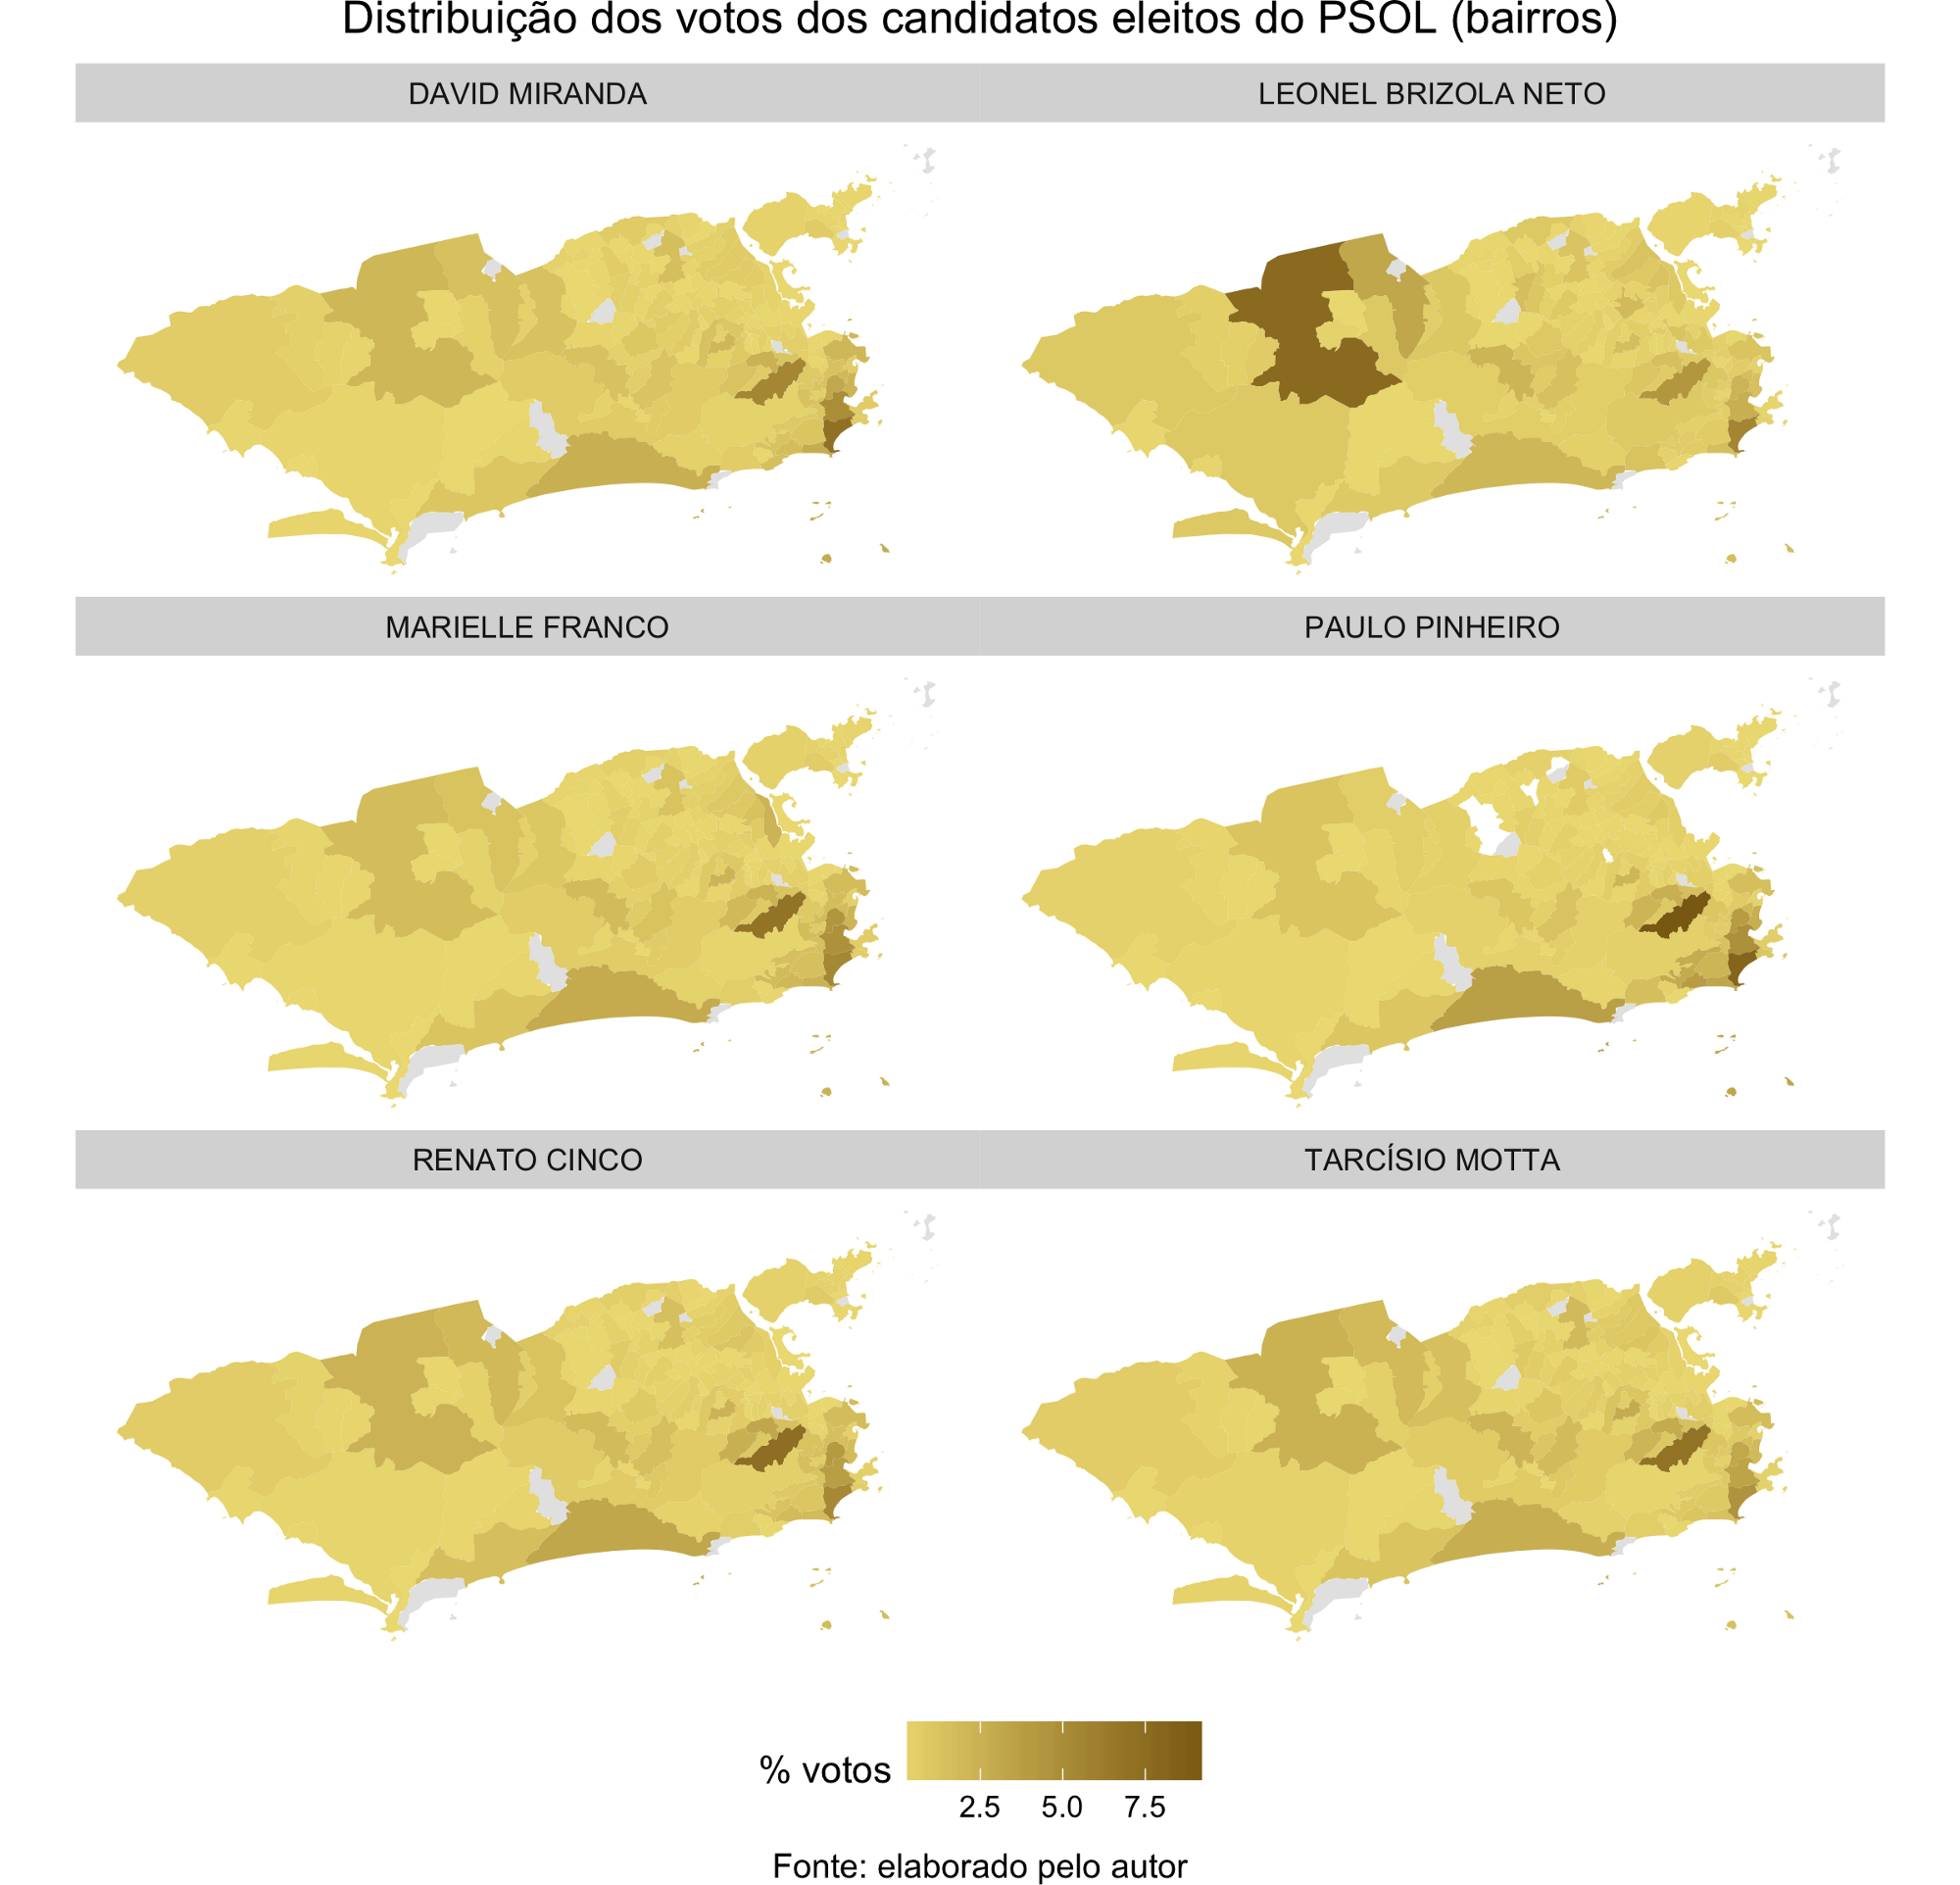 Distribuição dos votos dos candidatos eleitos do PSOL (bairros)
DAVID MIRANDA
LEONEL BRIZOLA NETO
MARIELLE FRANCO
PAULO PINHEIRO
RENATO CINCO
TARCÍSIO MOTTA
% votos
2.5 5.0 7.5
Fonte: elaborado pelo autor